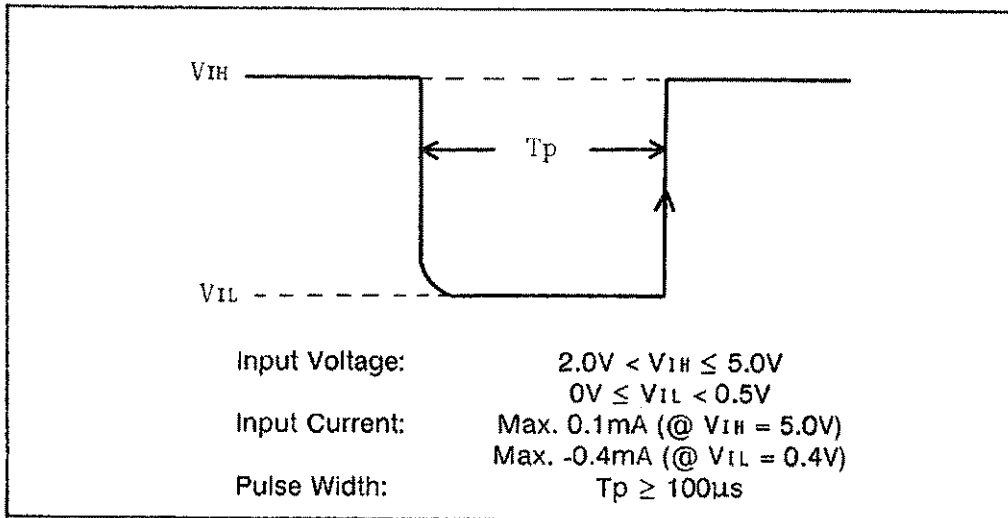 VIH
Tp
VIL
Input Voltage: 2.0V < VIH ≤ 5.0V
0V ≤ VIL < 0.5V
Input Current: Max. 0.1mA (@ VIH = 5.0V)
Max. -0.4mA (@ VIL = 0.4V)
Pulse Width: Tp ≥ 100µs